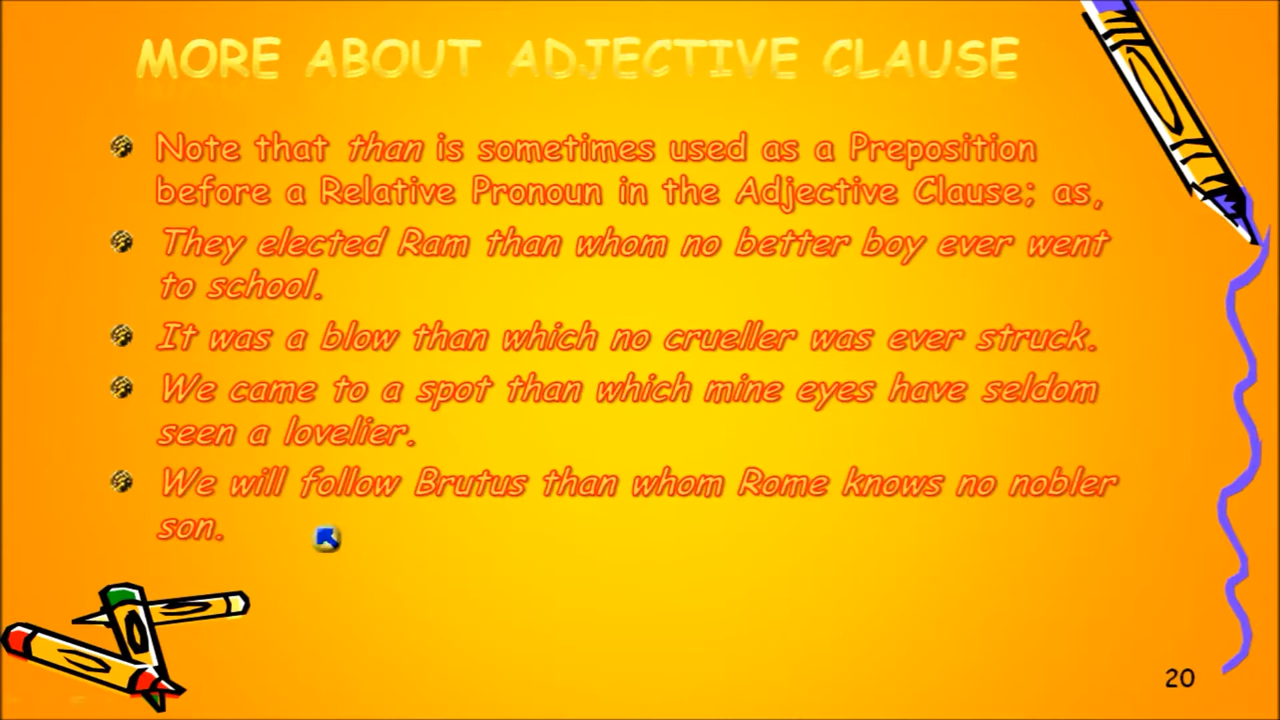 MORE ABOUT ADJECTIVE CLAUSE
Note that than is sometimes used as a Preposition
before a Relative Pronoun in the Adjective Clause; as,
They elected Ram than whom no better boy ever went
to school.
It was a blow than which no crueller was ever struck.
We came to a spot than which mine eyes have seldom
seen a lovelier.
We will follow Brutus than whom Rome knows no nobler
son.
20